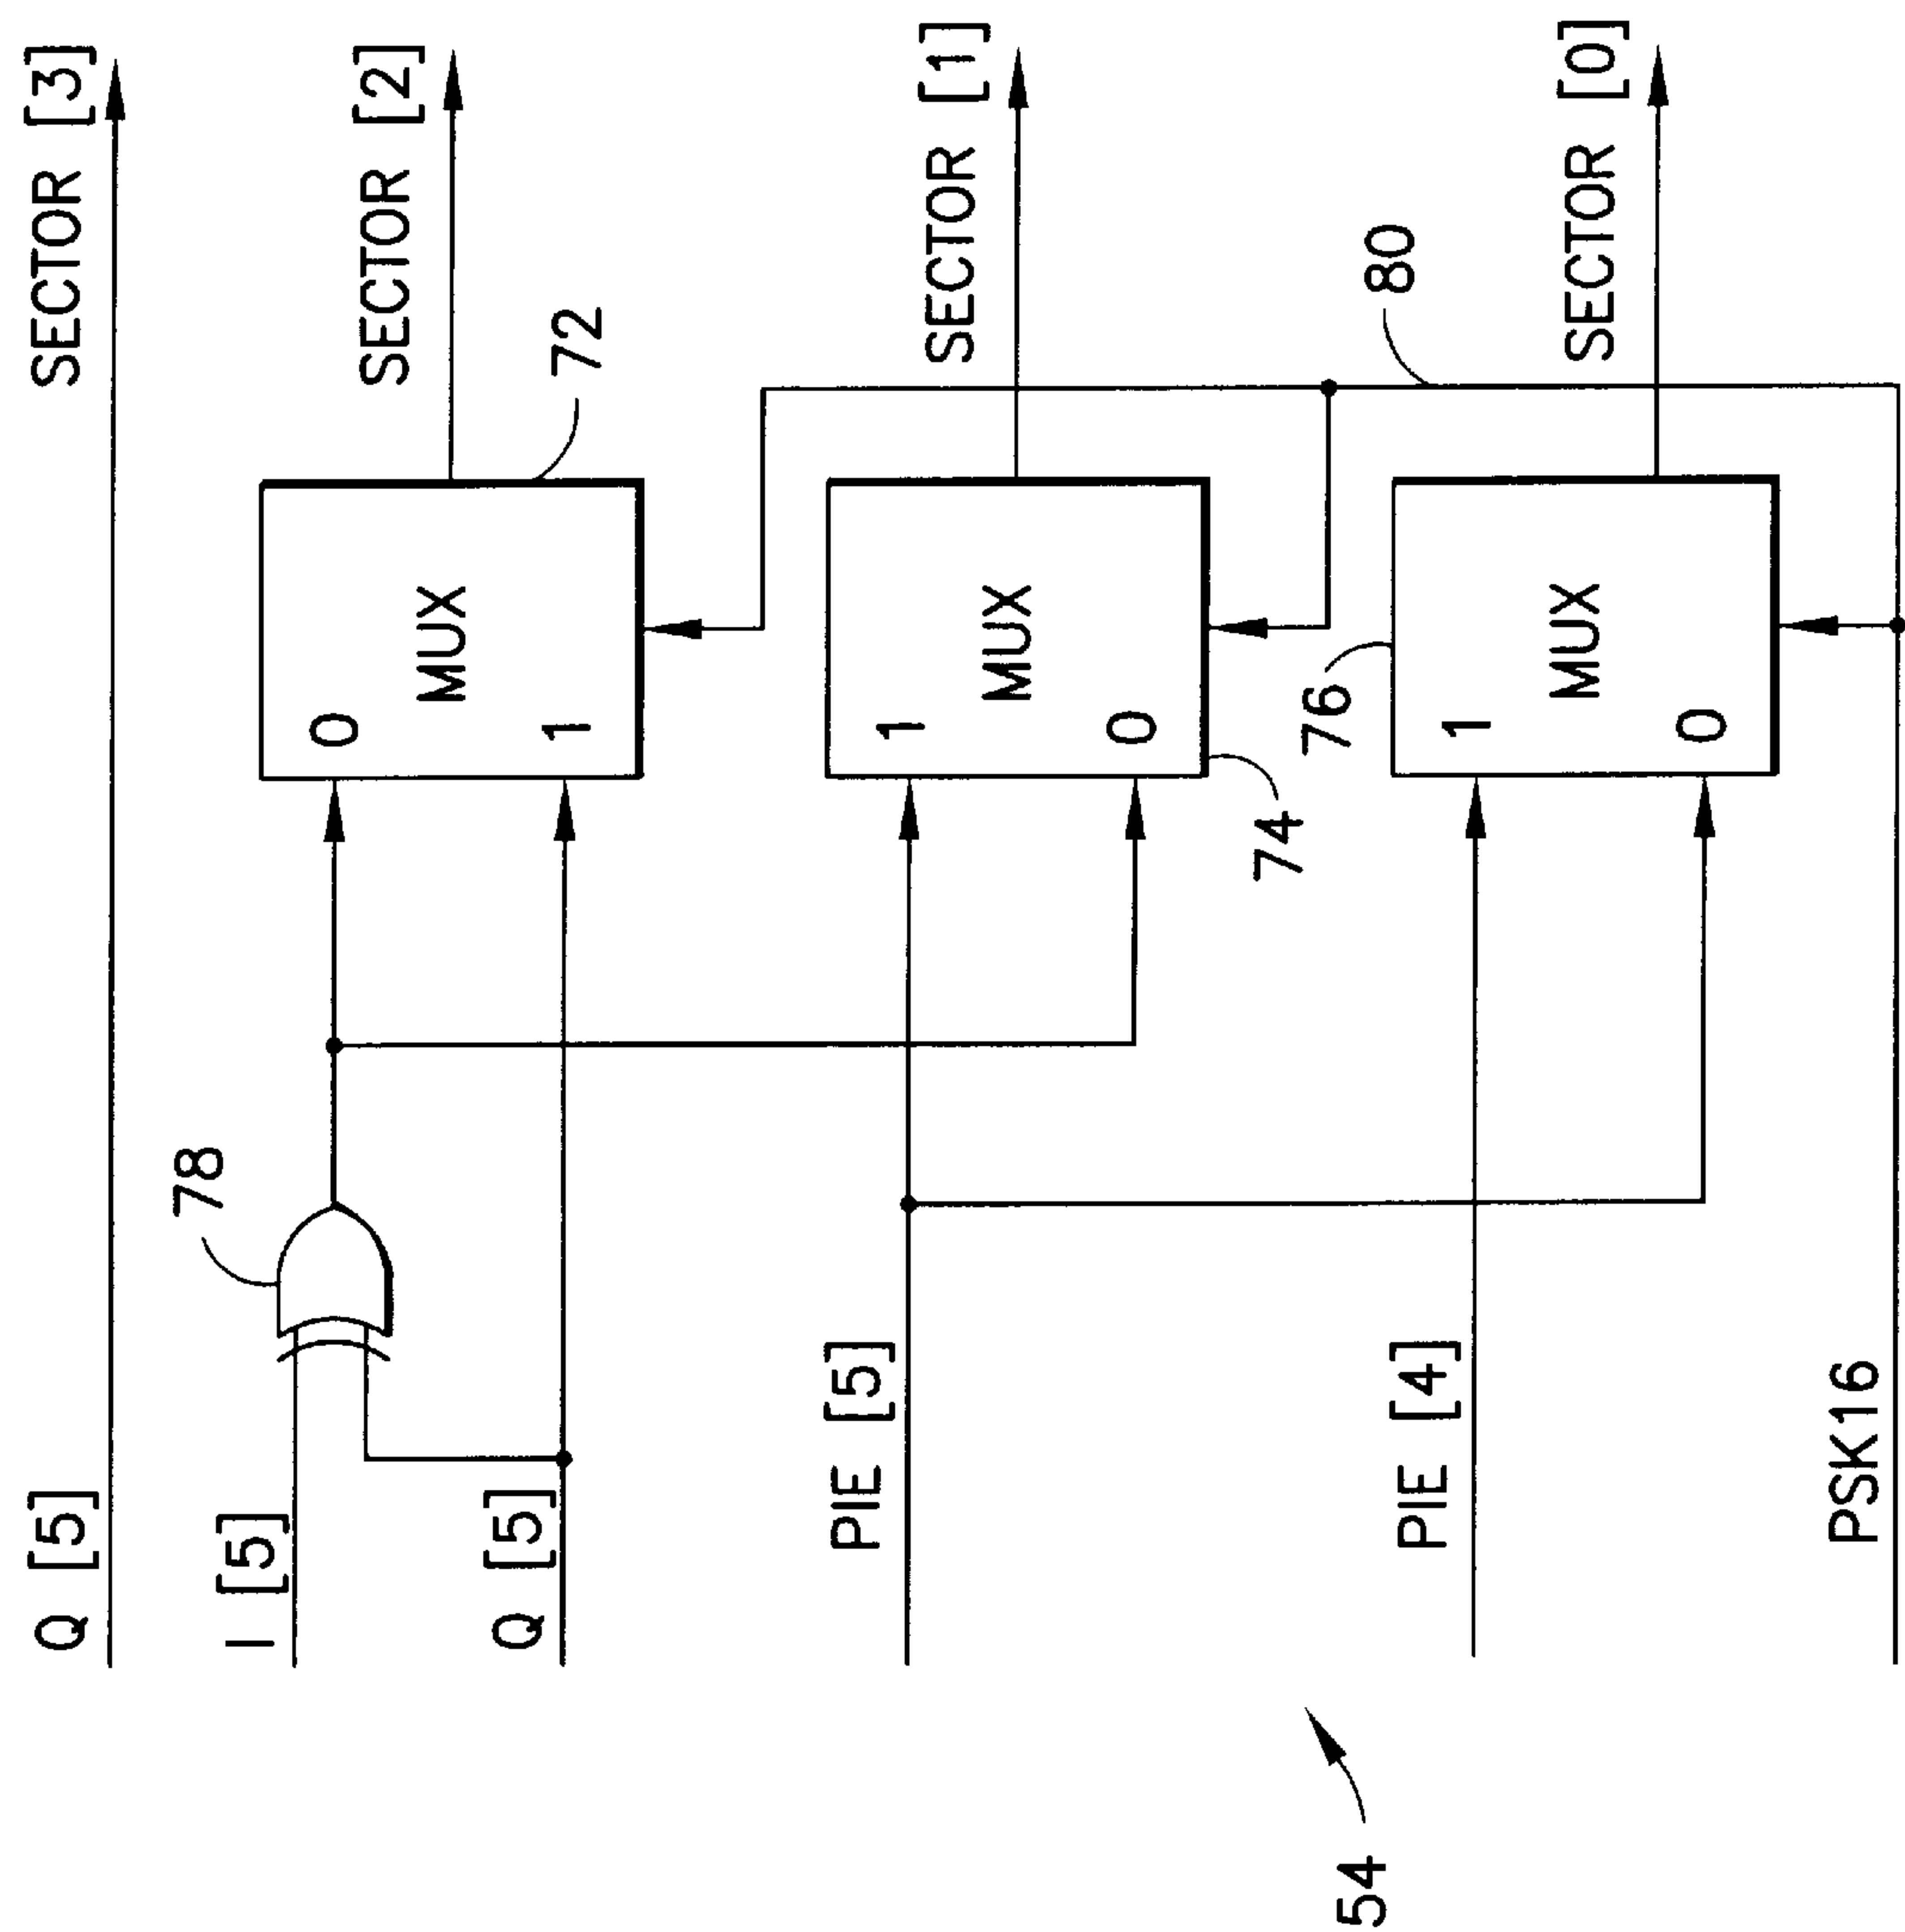 Q [5]
SECTOR [3]
I [5]
78
Q [5]
0
MUX
1
72
SECTOR [2]
PIE [5]
1
MUX
0
74
SECTOR [1]
PIE [4]
76
1
MUX
0
80
SECTOR [0]
PSK16
54